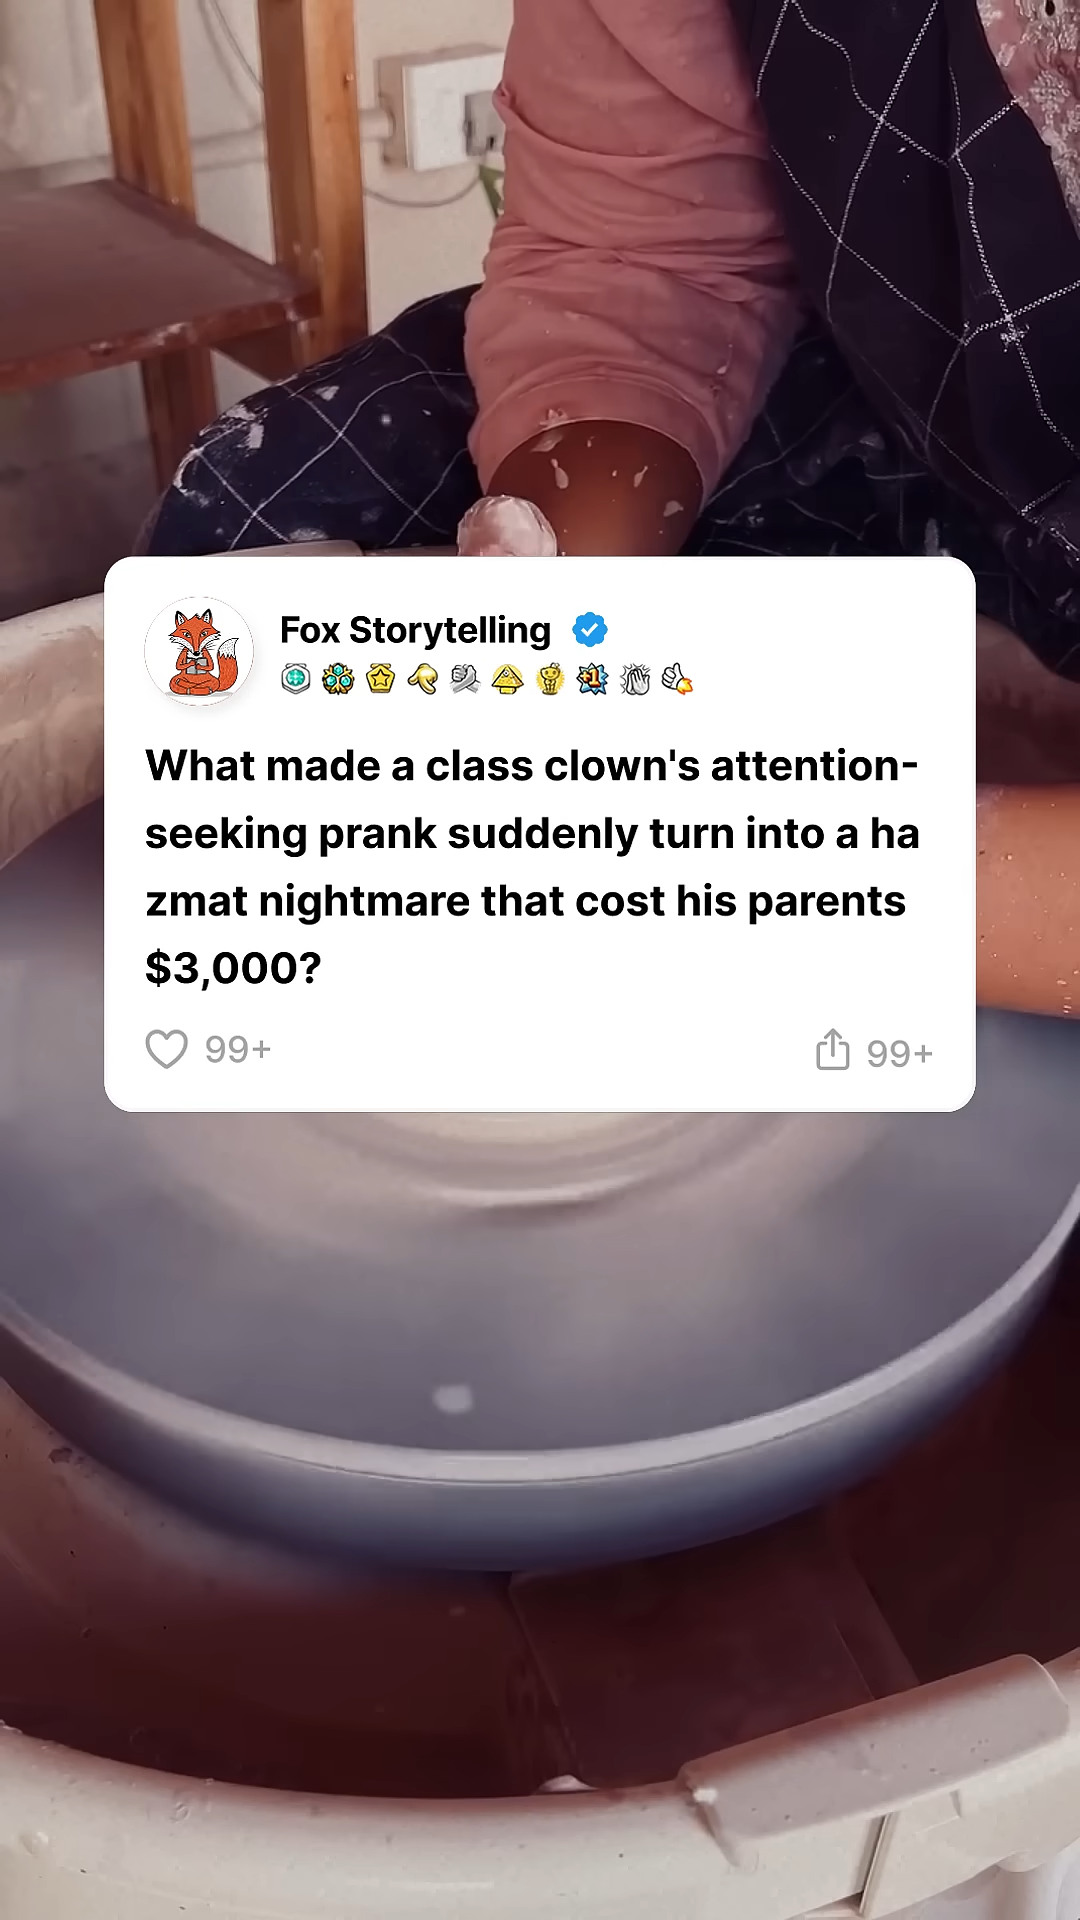 Fox Storytelling
+1
What made a class clown's attention-
seeking prank suddenly turn into a ha
zmat nightmare that cost his parents
$3,000?
99+
99+